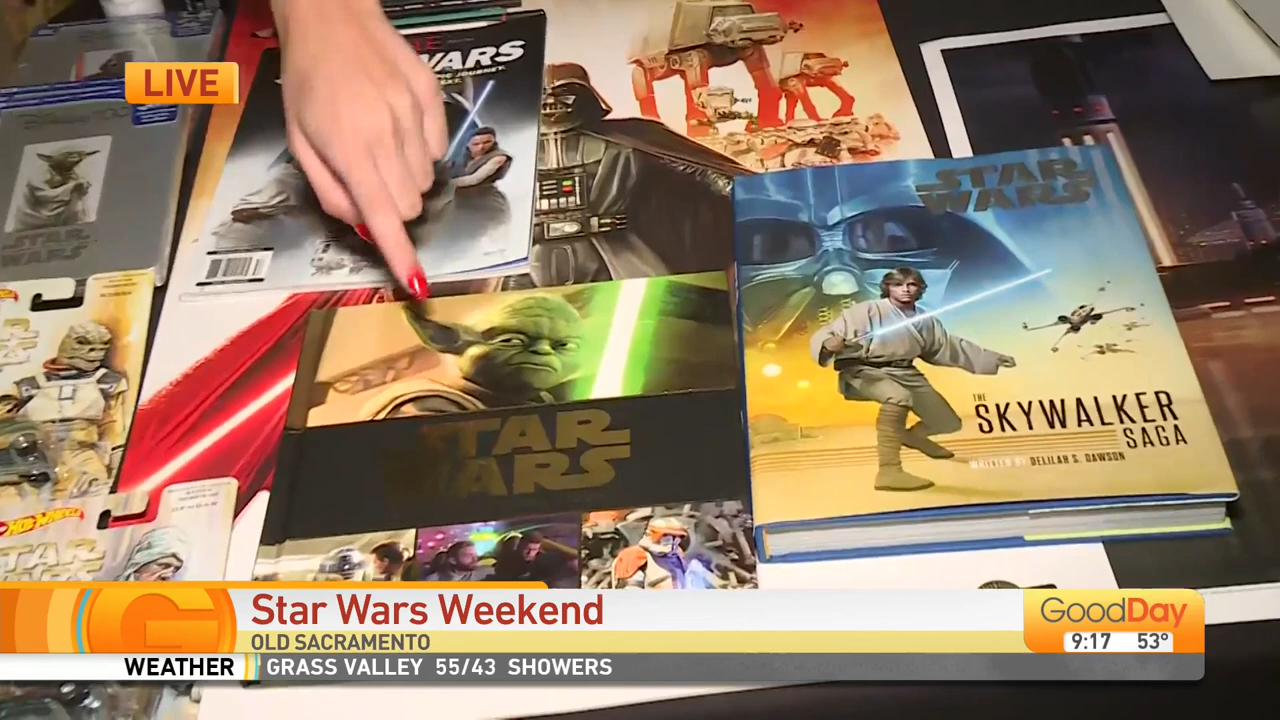 LIVE
WARS
JOURNEY.
STAR
WARS
HOT WHEELS
STAR
WARS
STAR
WARS
STAR
WARS
THE
SKYWALKER
SAGA
WRITTEN BY DELILAH S. DAWSON
Star Wars Weekend
OLD SACRAMENTO
WEATHER
GRASS VALLEY 55/43 SHOWERS
GoodDay
9:17 53°